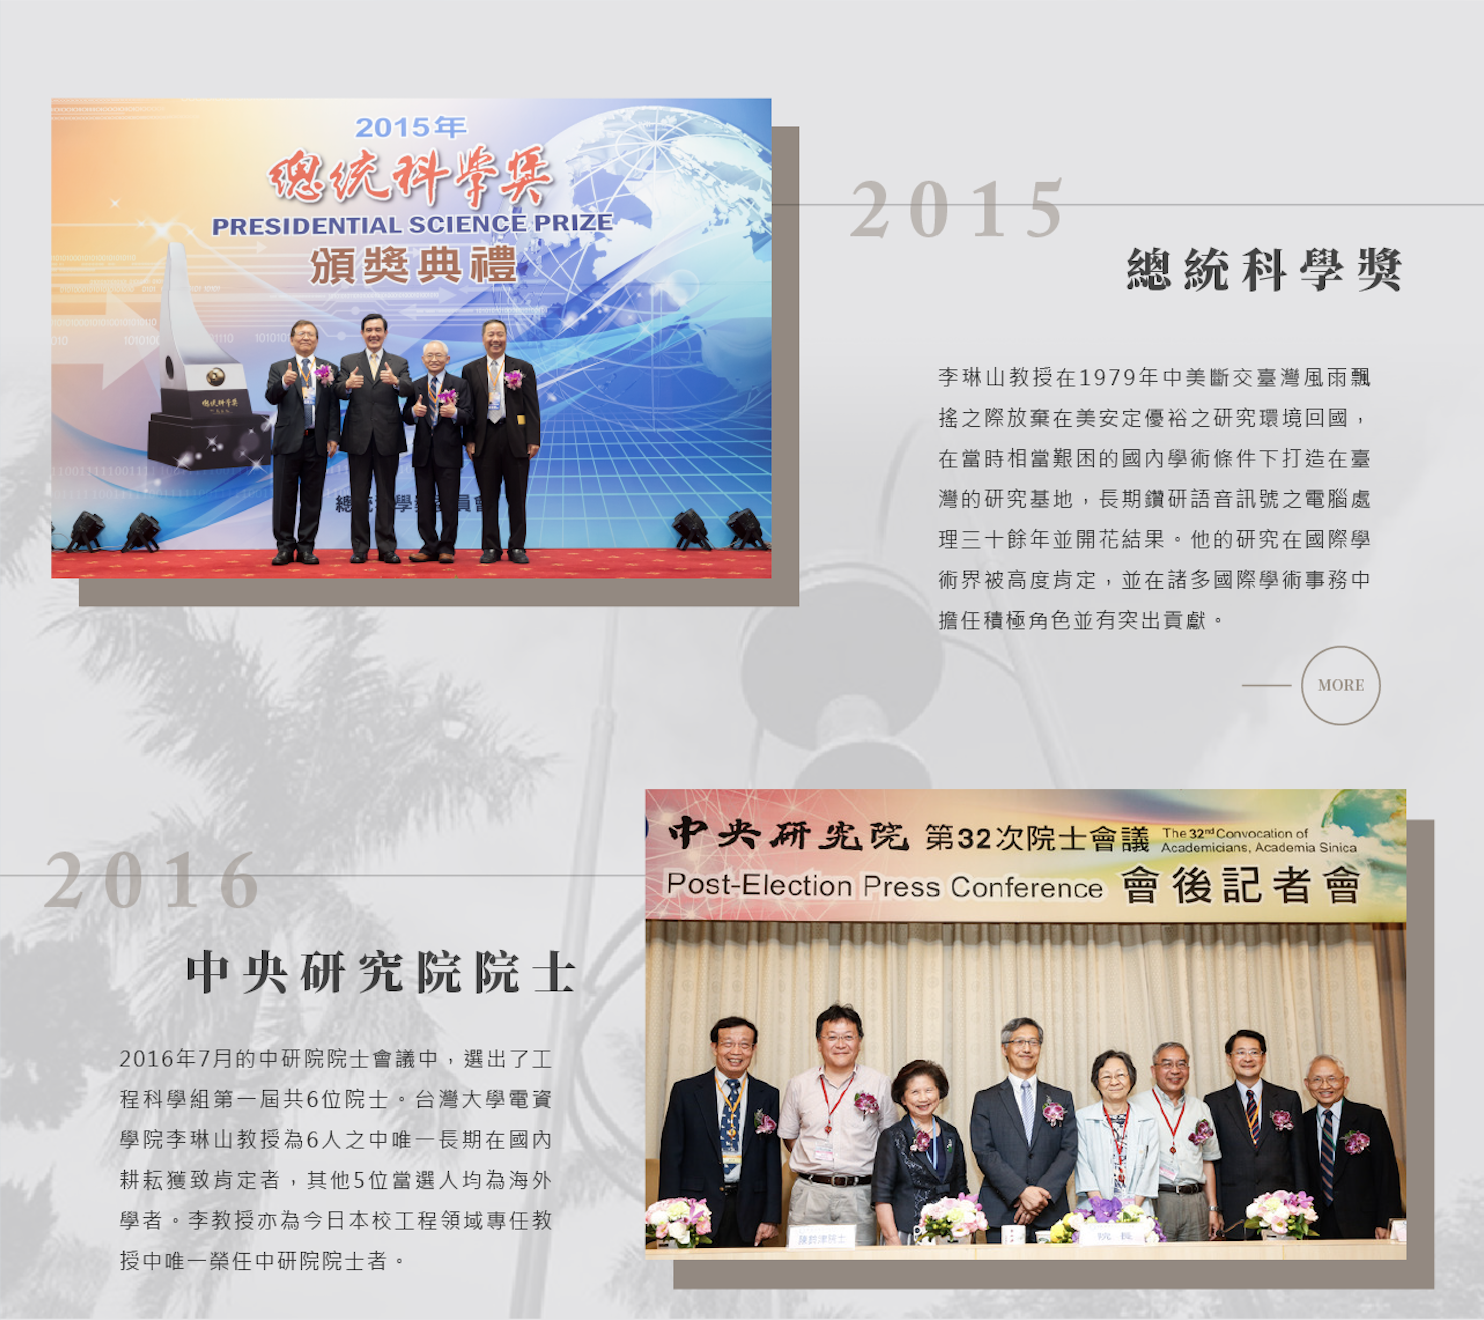 2015年
總統科學獎
PRESIDENTIAL SCIENCE PRIZE
頒獎典禮
總統科學獎
2015
總統科學獎
李琳山教授在1979年中美斷交臺灣風雨飄
搖之際放棄在美安定優裕之研究環境回國，
在當時相當艱困的國內學術條件下打造在臺
灣的研究基地，長期鑽研語音訊號之電腦處
理三十餘年並開花結果。他的研究在國際學
術界被高度肯定，並在諸多國際學術事務中
擔任積極角色並有突出貢獻。
MORE
2016
中央研究院院士
2016年7月的中研院院士會議中，選出了工
程科學組第一屆共6位院士。台灣大學電資
學院李琳山教授為6人之中唯一長期在國內
耕耘獲致肯定者，其他5位當選人均為海外
學者。李教授亦為今日本校工程領域專任教
授中唯一榮任中研院院士者。
中央研究院 第32次院士會議 The 32nd Convocation of
Academicians, Academia Sinica
Post-Election Press Conference 會後記者會
院 長